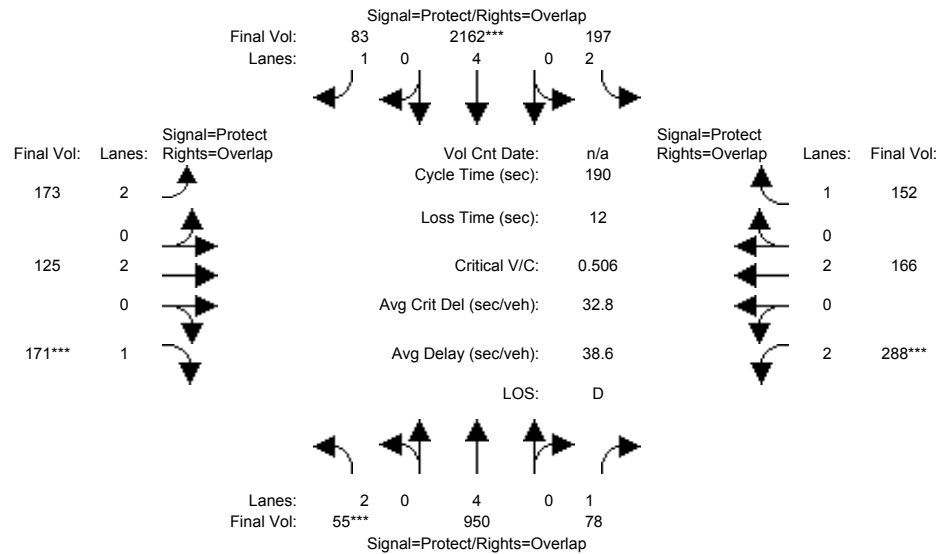 Signal=Protect/Rights=Overlap
Final Vol: 83 2162*** 197
Lanes: 1 0 4 0 2
Signal=Protect Signal=Protect
Final Vol: Lanes: Rights=Overlap Vol Cnt Date: n/a Rights=Overlap Lanes: Final Vol:
Cycle Time (sec): 190
173 2 1 152
Loss Time (sec): 12
0 0
125 2 Critical V/C: 0.506 2 166
0 Avg Crit Del (sec/veh): 32.8 0
171*** 1 Avg Delay (sec/veh): 38.6 2 288***
LOS: D
Lanes: 2 0 4 0 1
Final Vol: 55*** 950 78
Signal=Protect/Rights=Overlap